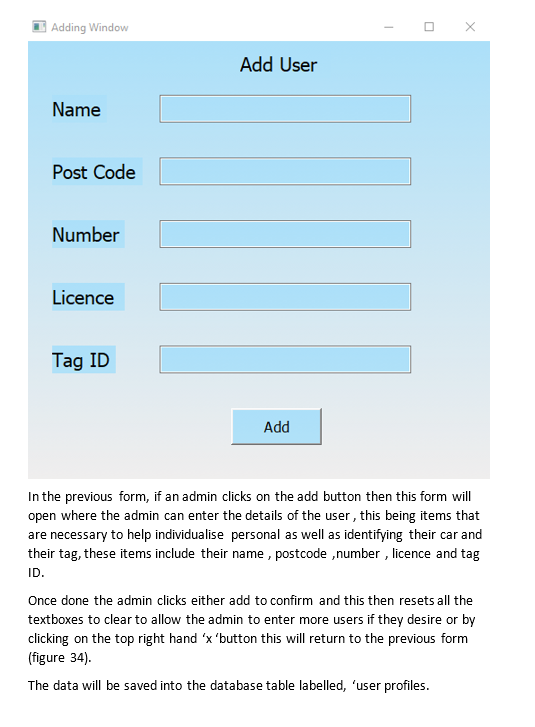 Adding Window
Add User
Name
Post Code
Number
Licence
Tag ID
Add
In the previous form, if an admin clicks on the add button then this form will
open where the admin can enter the details of the user , this being items that
are necessary to help individualise personal as well as identifying their car and
their tag, these items include their name , postcode ,number , licence and tag
ID.
Once done the admin clicks either add to confirm and this then resets all the
textboxes to clear to allow the admin to enter more users if they desire or by
clicking on the top right hand ‘x ‘button this will return to the previous form
(figure 34).
The data will be saved into the database table labelled, ‘user profiles.